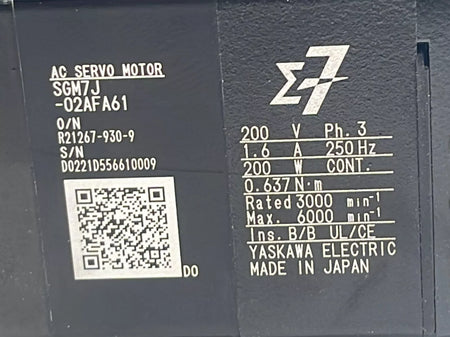 AC SERVO MOTOR
SGM7J
-02AFA61
O/N
R21267-930-9
S/N
D0221D556610009
DO
Σ-7
200 V Ph. 3
1.6 A 250 Hz
200 W CONT.
0.637 N·m
Rated 3000 min⁻¹
Max. 6000 min⁻¹
Ins. B/B UL/CE
YASKAWA ELECTRIC
MADE IN JAPAN